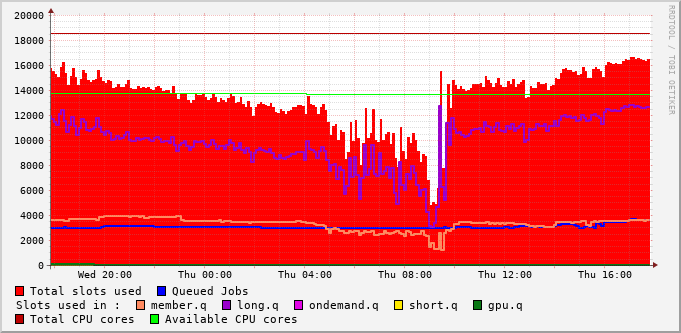 20000
18000
16000
14000
12000
10000
8000
6000
4000
2000
0
Wed 20:00 Thu 00:00 Thu 04:00 Thu 08:00 Thu 12:00 Thu 16:00
Total slots used Queued Jobs
Slots used in : member.q long.q ondemand.q short.q gpu.q
Total CPU cores Available CPU cores
RRDTOOL / TOBI OETIKER